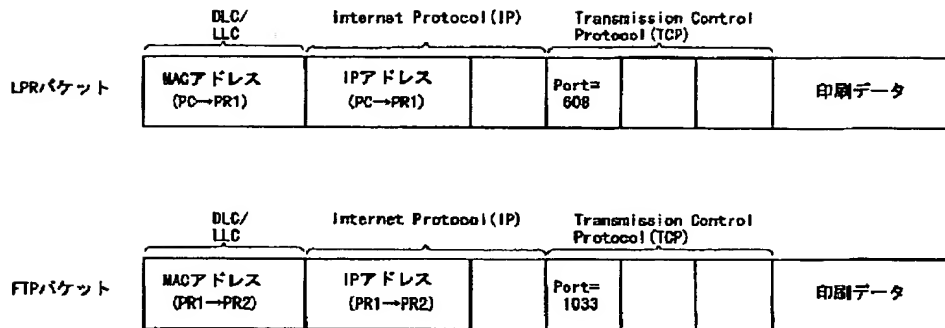 DLC/
LLC
Internet Protocol(IP)
Transmission Control
Protocol(TCP)
LPRパケット
MACアドレス
(PC→PR1)
IPアドレス
(PC→PR1)
Port=
608
印刷データ
DLC/
LLC
Internet Protocol(IP)
Transmission Control
Protocol(TCP)
FTPパケット
MACアドレス
(PR1→PR2)
IPアドレス
(PR1→PR2)
Port=
1033
印刷データ